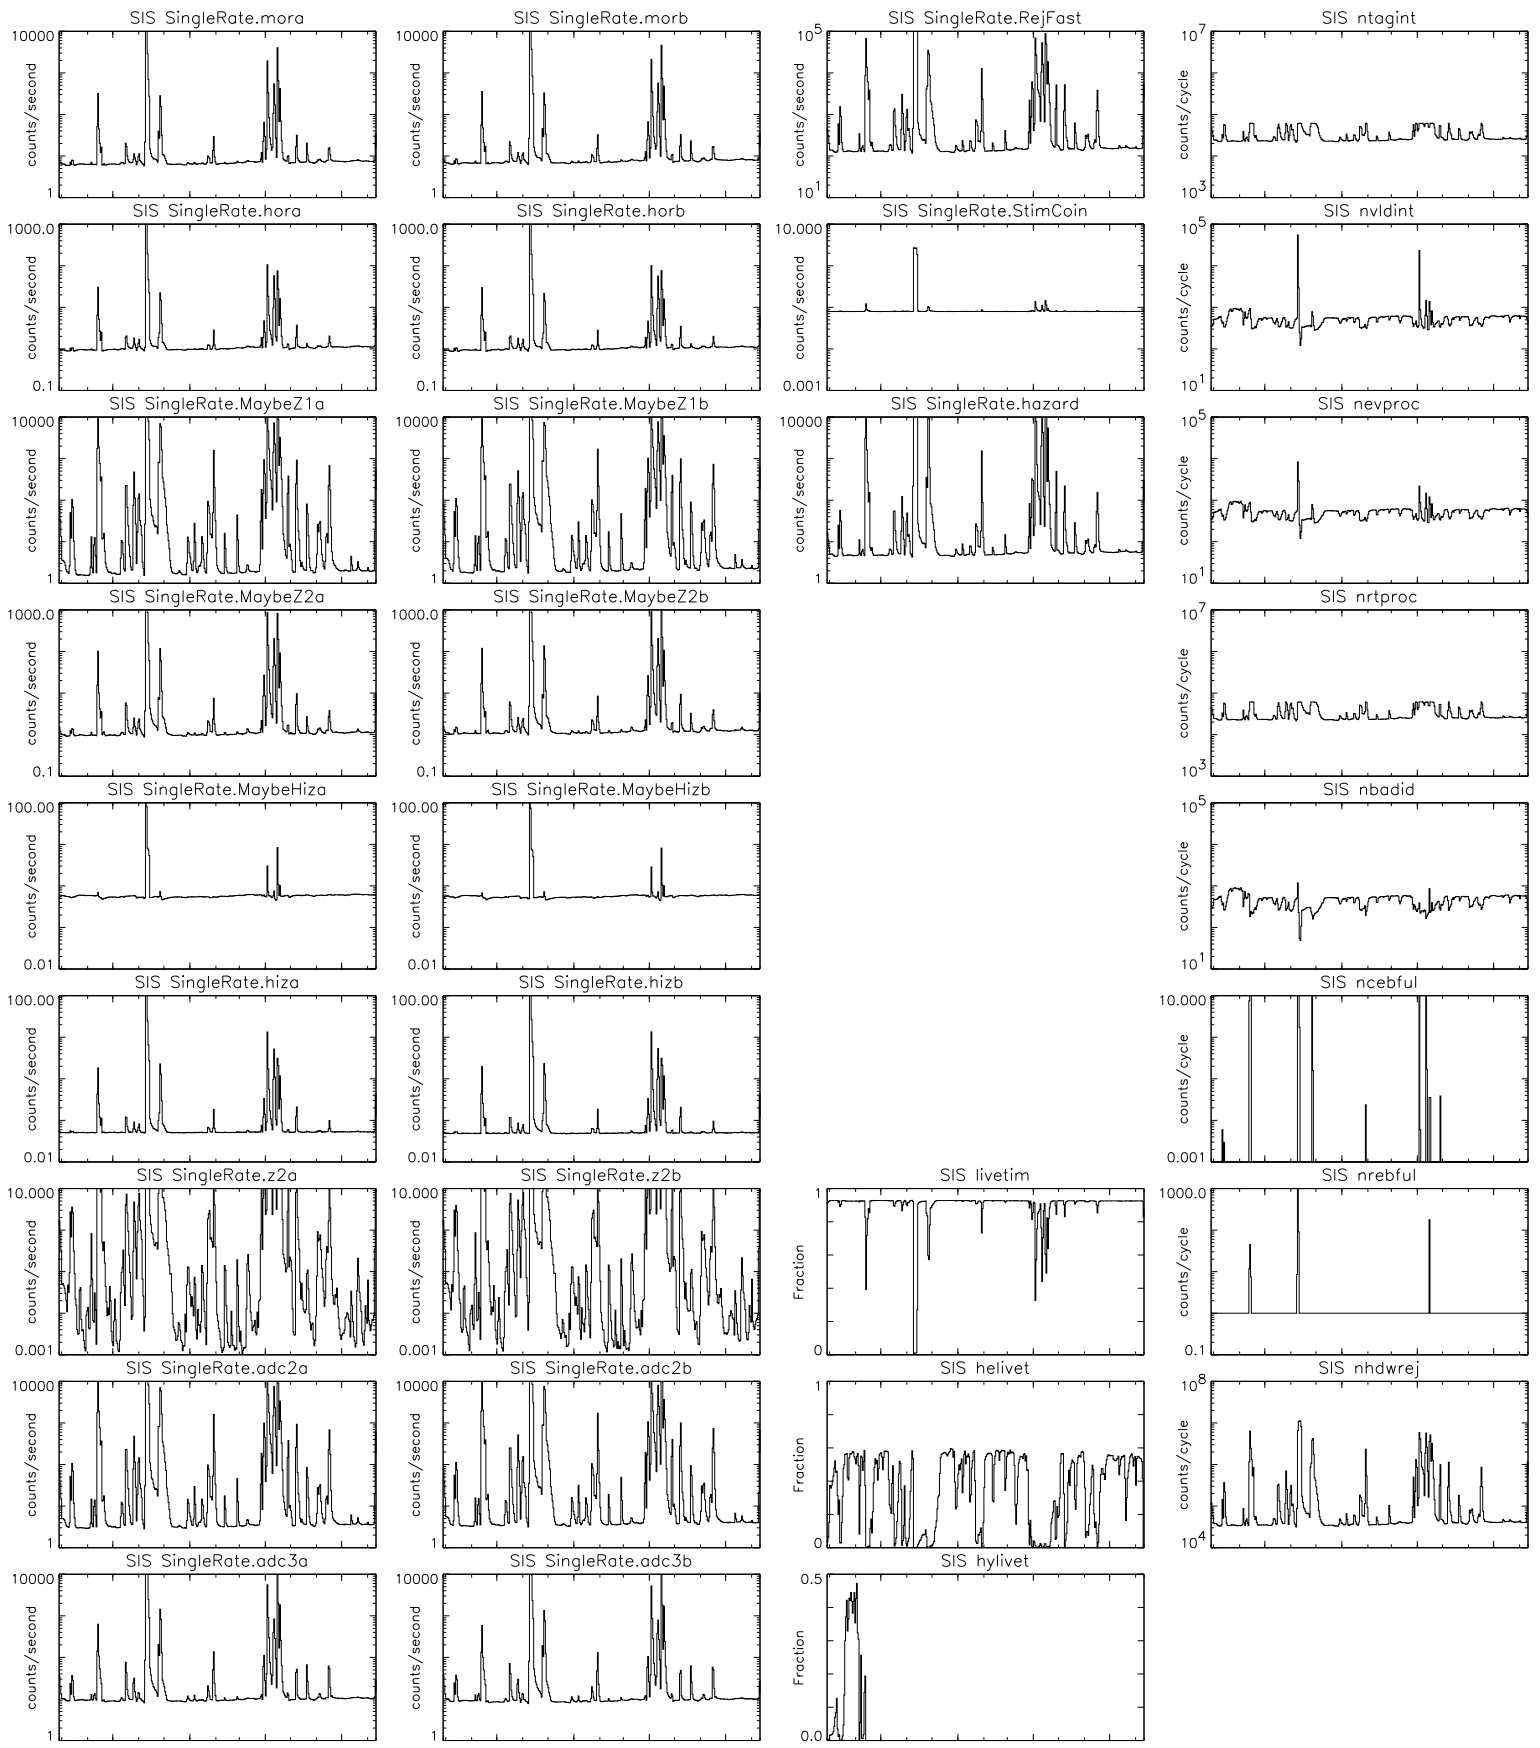 SIS SingleRate.mora
10000
counts/second
1
SIS SingleRate.morb
10000
counts/second
1
SIS SingleRate.RejFast
10^5
counts/second
10^1
SIS ntagint
10^7
counts/cycle
10^3
SIS SingleRate.hora
1000.0
counts/second
0.1
SIS SingleRate.horb
1000.0
counts/second
0.1
SIS SingleRate.StimCoin
10.000
counts/second
0.001
SIS nvldint
10^5
counts/cycle
10^1
SIS SingleRate.MaybeZ1a
10000
counts/second
1
SIS SingleRate.MaybeZ1b
10000
counts/second
1
SIS SingleRate.hazard
10000
counts/second
1
SIS nevproc
10^5
counts/cycle
10^1
SIS SingleRate.MaybeZ2a
1000.0
counts/second
0.1
SIS SingleRate.MaybeZ2b
1000.0
counts/second
0.1
SIS nrtproc
10^7
counts/cycle
10^3
SIS SingleRate.MaybeHiza
100.00
counts/second
0.01
SIS SingleRate.MaybeHizb
100.00
counts/second
0.01
SIS nbadid
10^5
counts/cycle
10^1
SIS SingleRate.hiza
100.00
counts/second
0.01
SIS SingleRate.hizb
100.00
counts/second
0.01
SIS ncebful
10.000
counts/cycle
0.001
SIS SingleRate.z2a
10.000
counts/second
0.001
SIS SingleRate.z2b
10.000
counts/second
0.001
SIS livetim
1
Fraction
0
SIS nrebful
1000.0
counts/cycle
0.1
SIS SingleRate.adc2a
10000
counts/second
1
SIS SingleRate.adc2b
10000
counts/second
1
SIS helivet
1
Fraction
0
SIS nhdwrej
10^8
counts/cycle
10^4
SIS SingleRate.adc3a
10000
counts/second
1
SIS SingleRate.adc3b
10000
counts/second
1
SIS hylivet
0.5
Fraction
0.0